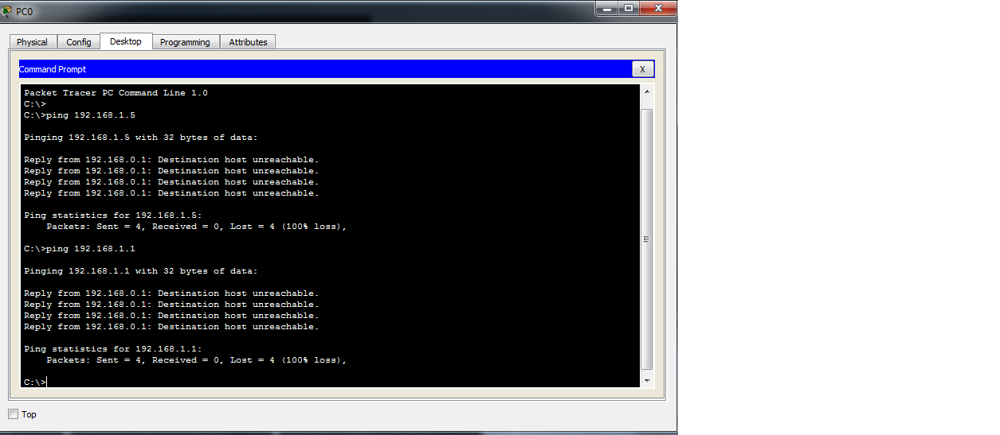 PC0
Physical Config Desktop Programming Attributes
Command Prompt X
Packet Tracer PC Command Line 1.0
C:\>
C:\>ping 192.168.1.5
Pinging 192.168.1.5 with 32 bytes of data:
Reply from 192.168.0.1: Destination host unreachable.
Reply from 192.168.0.1: Destination host unreachable.
Reply from 192.168.0.1: Destination host unreachable.
Reply from 192.168.0.1: Destination host unreachable.
Ping statistics for 192.168.1.5:
Packets: Sent = 4, Received = 0, Lost = 4 (100% loss),
C:\>ping 192.168.1.1
Pinging 192.168.1.1 with 32 bytes of data:
Reply from 192.168.0.1: Destination host unreachable.
Reply from 192.168.0.1: Destination host unreachable.
Reply from 192.168.0.1: Destination host unreachable.
Reply from 192.168.0.1: Destination host unreachable.
Ping statistics for 192.168.1.1:
Packets: Sent = 4, Received = 0, Lost = 4 (100% loss),
C:\>
Top